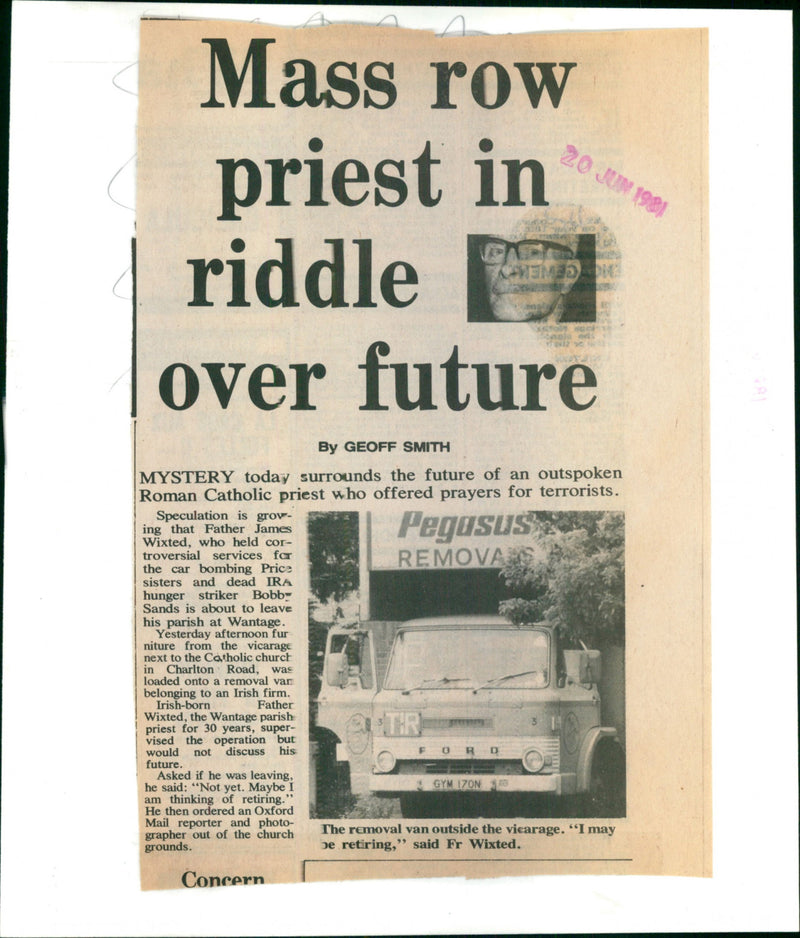 Mass row
priest in
riddle
over future
20 JUN 1981
By GEOFF SMITH
MYSTERY today surrounds the future of an outspoken
Roman Catholic priest who offered prayers for terrorists.
Speculation is grow-
ing that Father James
Wixted, who held con-
troversial services for
the car bombing Price
sisters and dead IRA
hunger striker Bobby
Sands is about to leave
his parish at Wantage.
Yesterday afternoon fur
niture from the vicarage
next to the Catholic church
in Charlton Road, was
loaded onto a removal van
belonging to an Irish firm.
Irish-born Father
Wixted, the Wantage parish
priest for 30 years, super-
vised the operation but
would not discuss his
future.
Asked if he was leaving,
he said: “Not yet. Maybe I
am thinking of retiring.”
He then ordered an Oxford
Mail reporter and photo-
grapher out of the church
grounds.
Concern
Pegasus
REMOVALS
T:R
FORD
GYM 170N
The removal van outside the vicarage. “I may
be retiring,” said Fr Wixted.